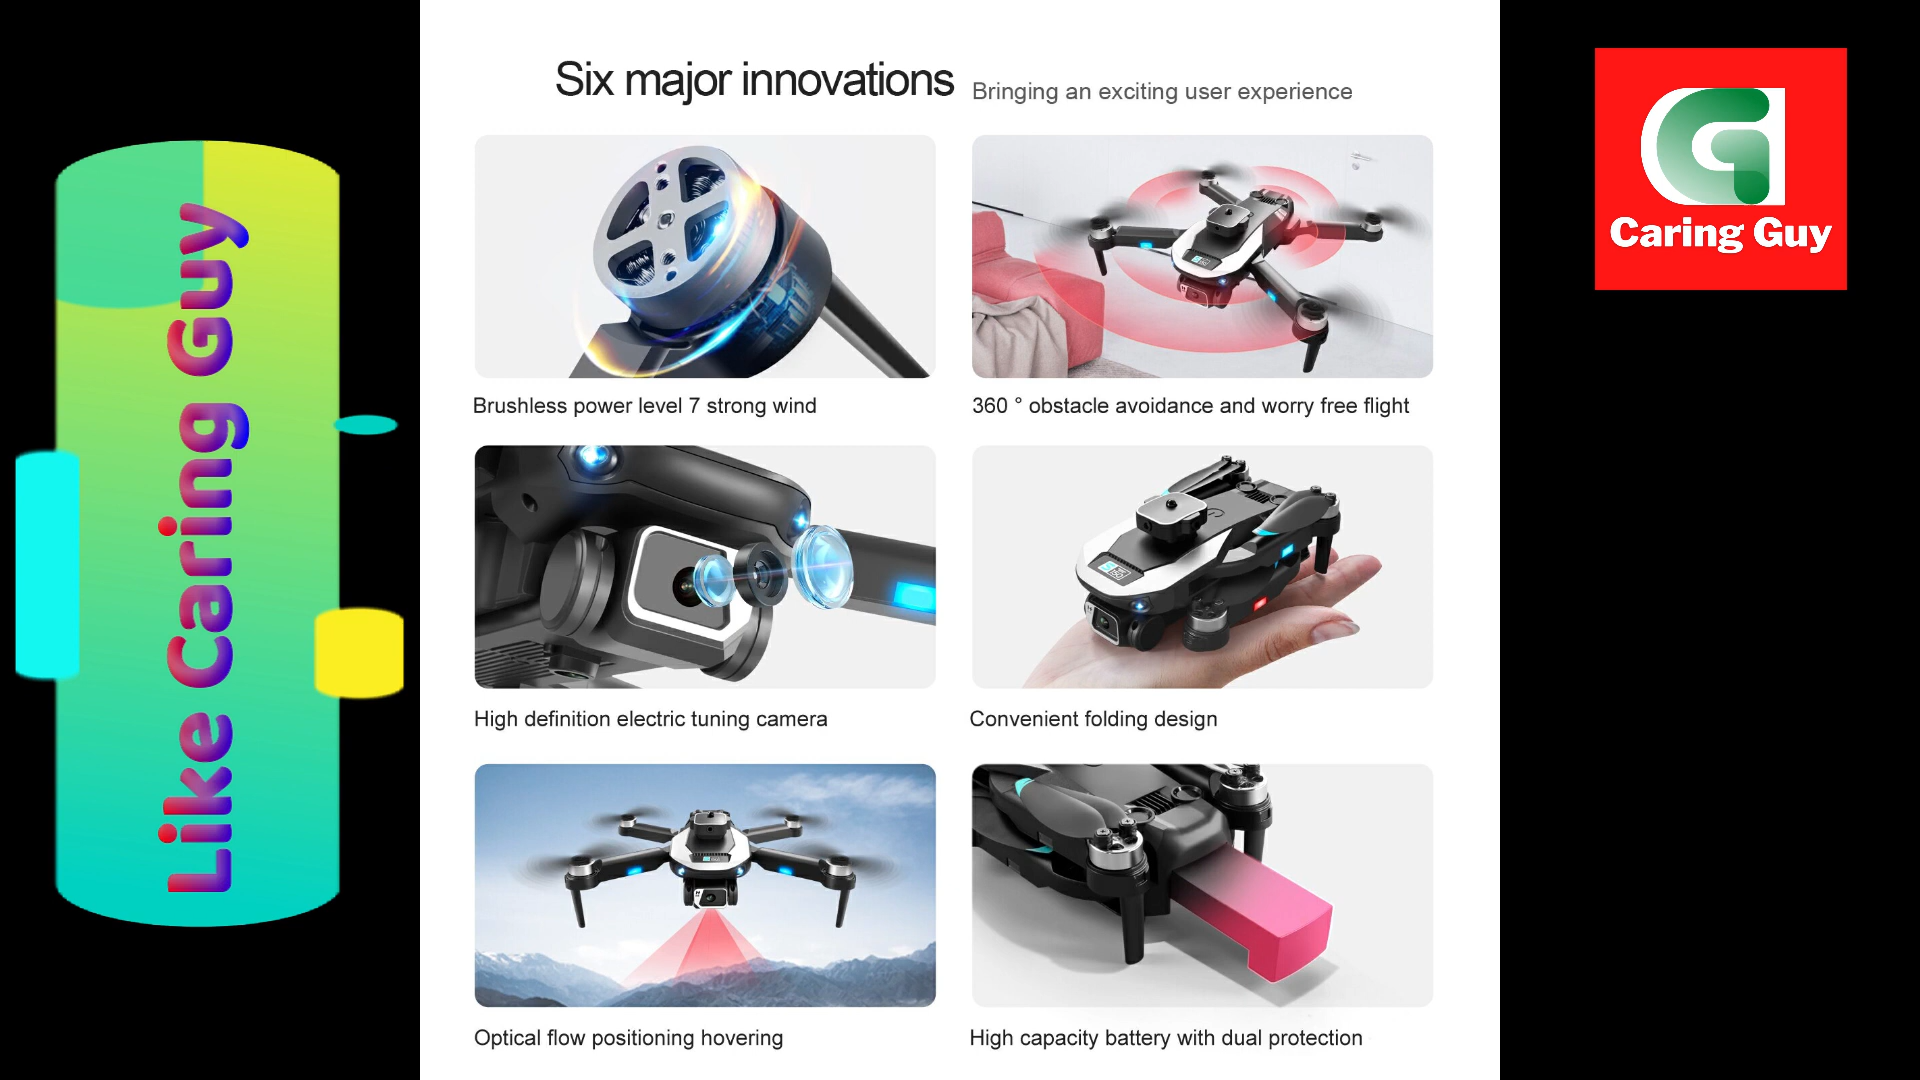 Like Caring Guy
Six major innovations Bringing an exciting user experience
Brushless power level 7 strong wind
360 ° obstacle avoidance and worry free flight
High definition electric tuning camera
Convenient folding design
Optical flow positioning hovering
High capacity battery with dual protection
Caring Guy